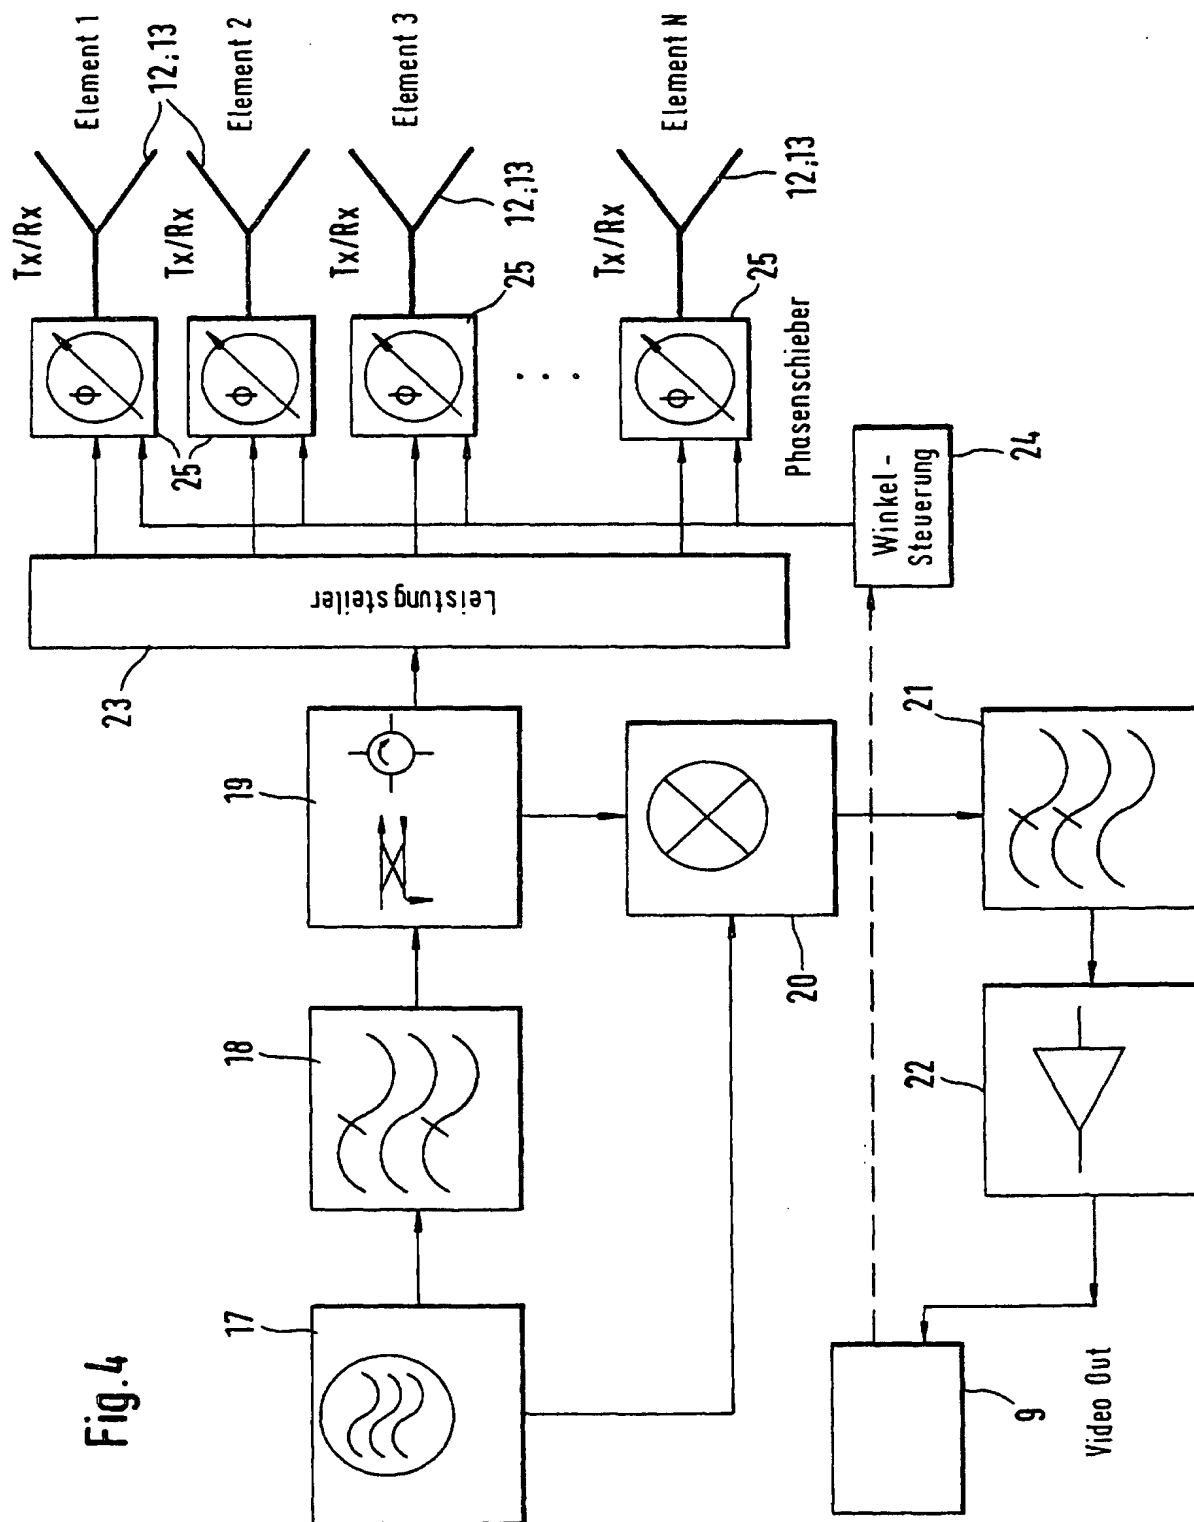 Fig.4
17
18
19
20
21
22
9
Video Out
23
Leistungsteiler
Winkel-
Steuerung
24
Phasenschieber
25
25
25
Tx/Rx
Tx/Rx
Tx/Rx
Tx/Rx
Element 1
12;13
Element 2
Element 3
12;13
Element N
12;13
. . .